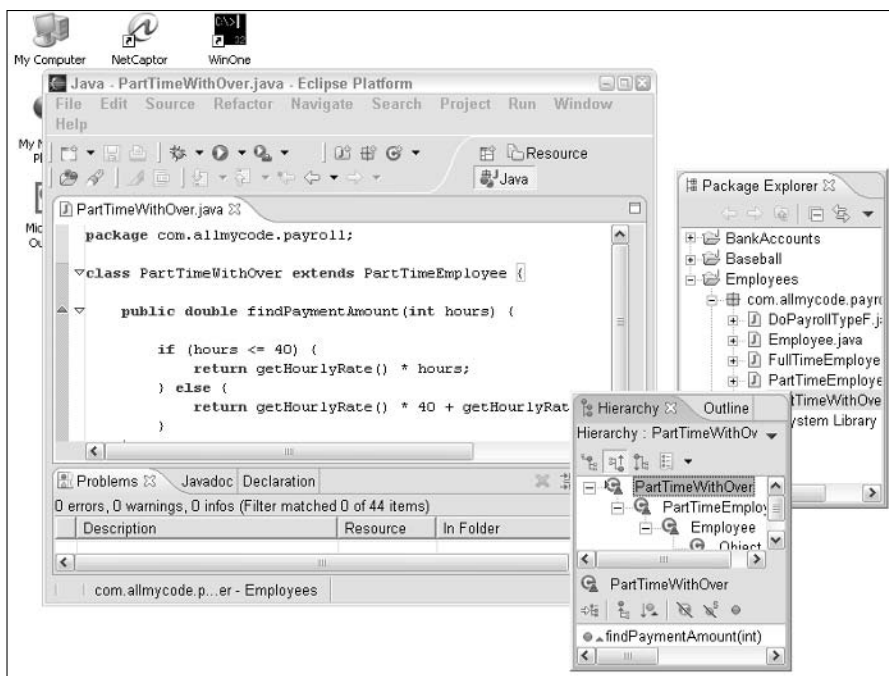 My Computer
NetCaptor
C:\>
22
WinOne
Java - PartTimeWithOver.java - Eclipse Platform
File Edit Source Refactor Navigate Search Project Run Window
Help
Resource
Java
PartTimeWithOver.java
package com.allmycode.payroll;
class PartTimeWithOver extends PartTimeEmployee {
public double findPaymentAmount(int hours) {
if (hours <= 40) {
return getHourlyRate() * hours;
} else {
return getHourlyRate() * 40 + getHourlyRat
}
Problems
Javadoc
Declaration
0 errors, 0 warnings, 0 infos (Filter matched 0 of 44 items)
Description
Resource
In Folder
com.allmycode.p...er - Employees
Package Explorer
BankAccounts
Baseball
Employees
com.allmycode.payro
DoPayrollTypeF.ja
Employee.java
FullTimeEmploye
PartTimeEmploye
tTimeWithOve
ystem Library
Hierarchy
Outline
Hierarchy : PartTimeWithOv
PartTimeWithOver
PartTimeEmploy
Employee
Object
PartTimeWithOver
findPaymentAmount(int)